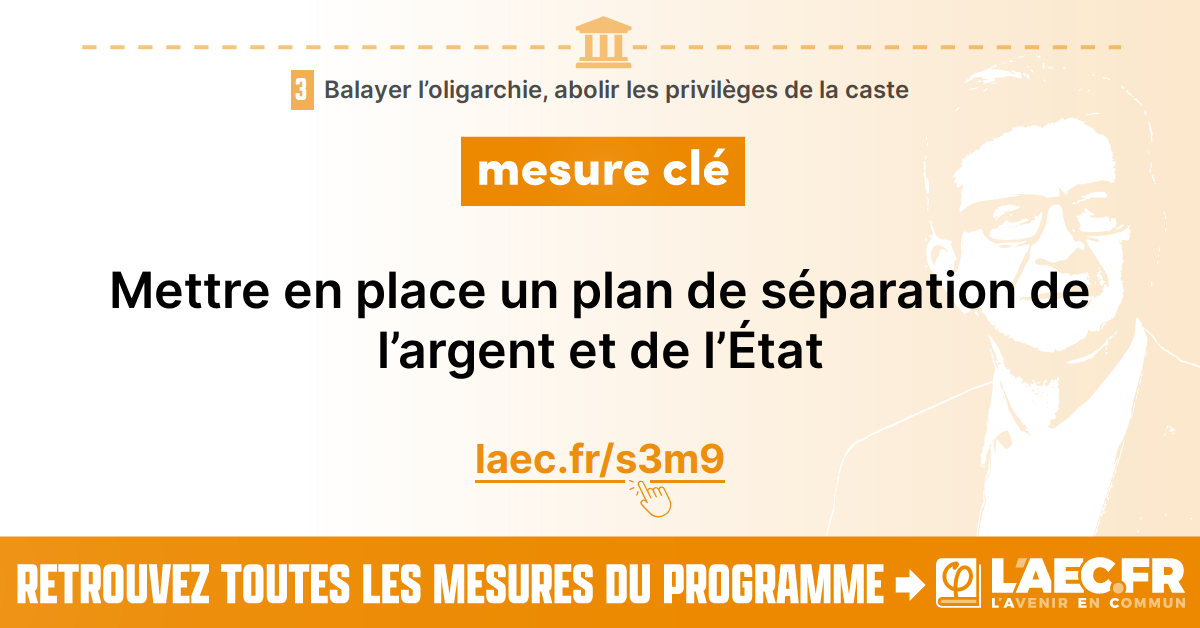 3 Balayer l’oligarchie, abolir les privilèges de la caste
mesure clé
Mettre en place un plan de séparation de
l’argent et de l’État
laec.fr/s3m9
RETROUVEZ TOUTES LES MESURES DU PROGRAMME
φ L'AEC.FR
L'AVENIR EN COMMUN